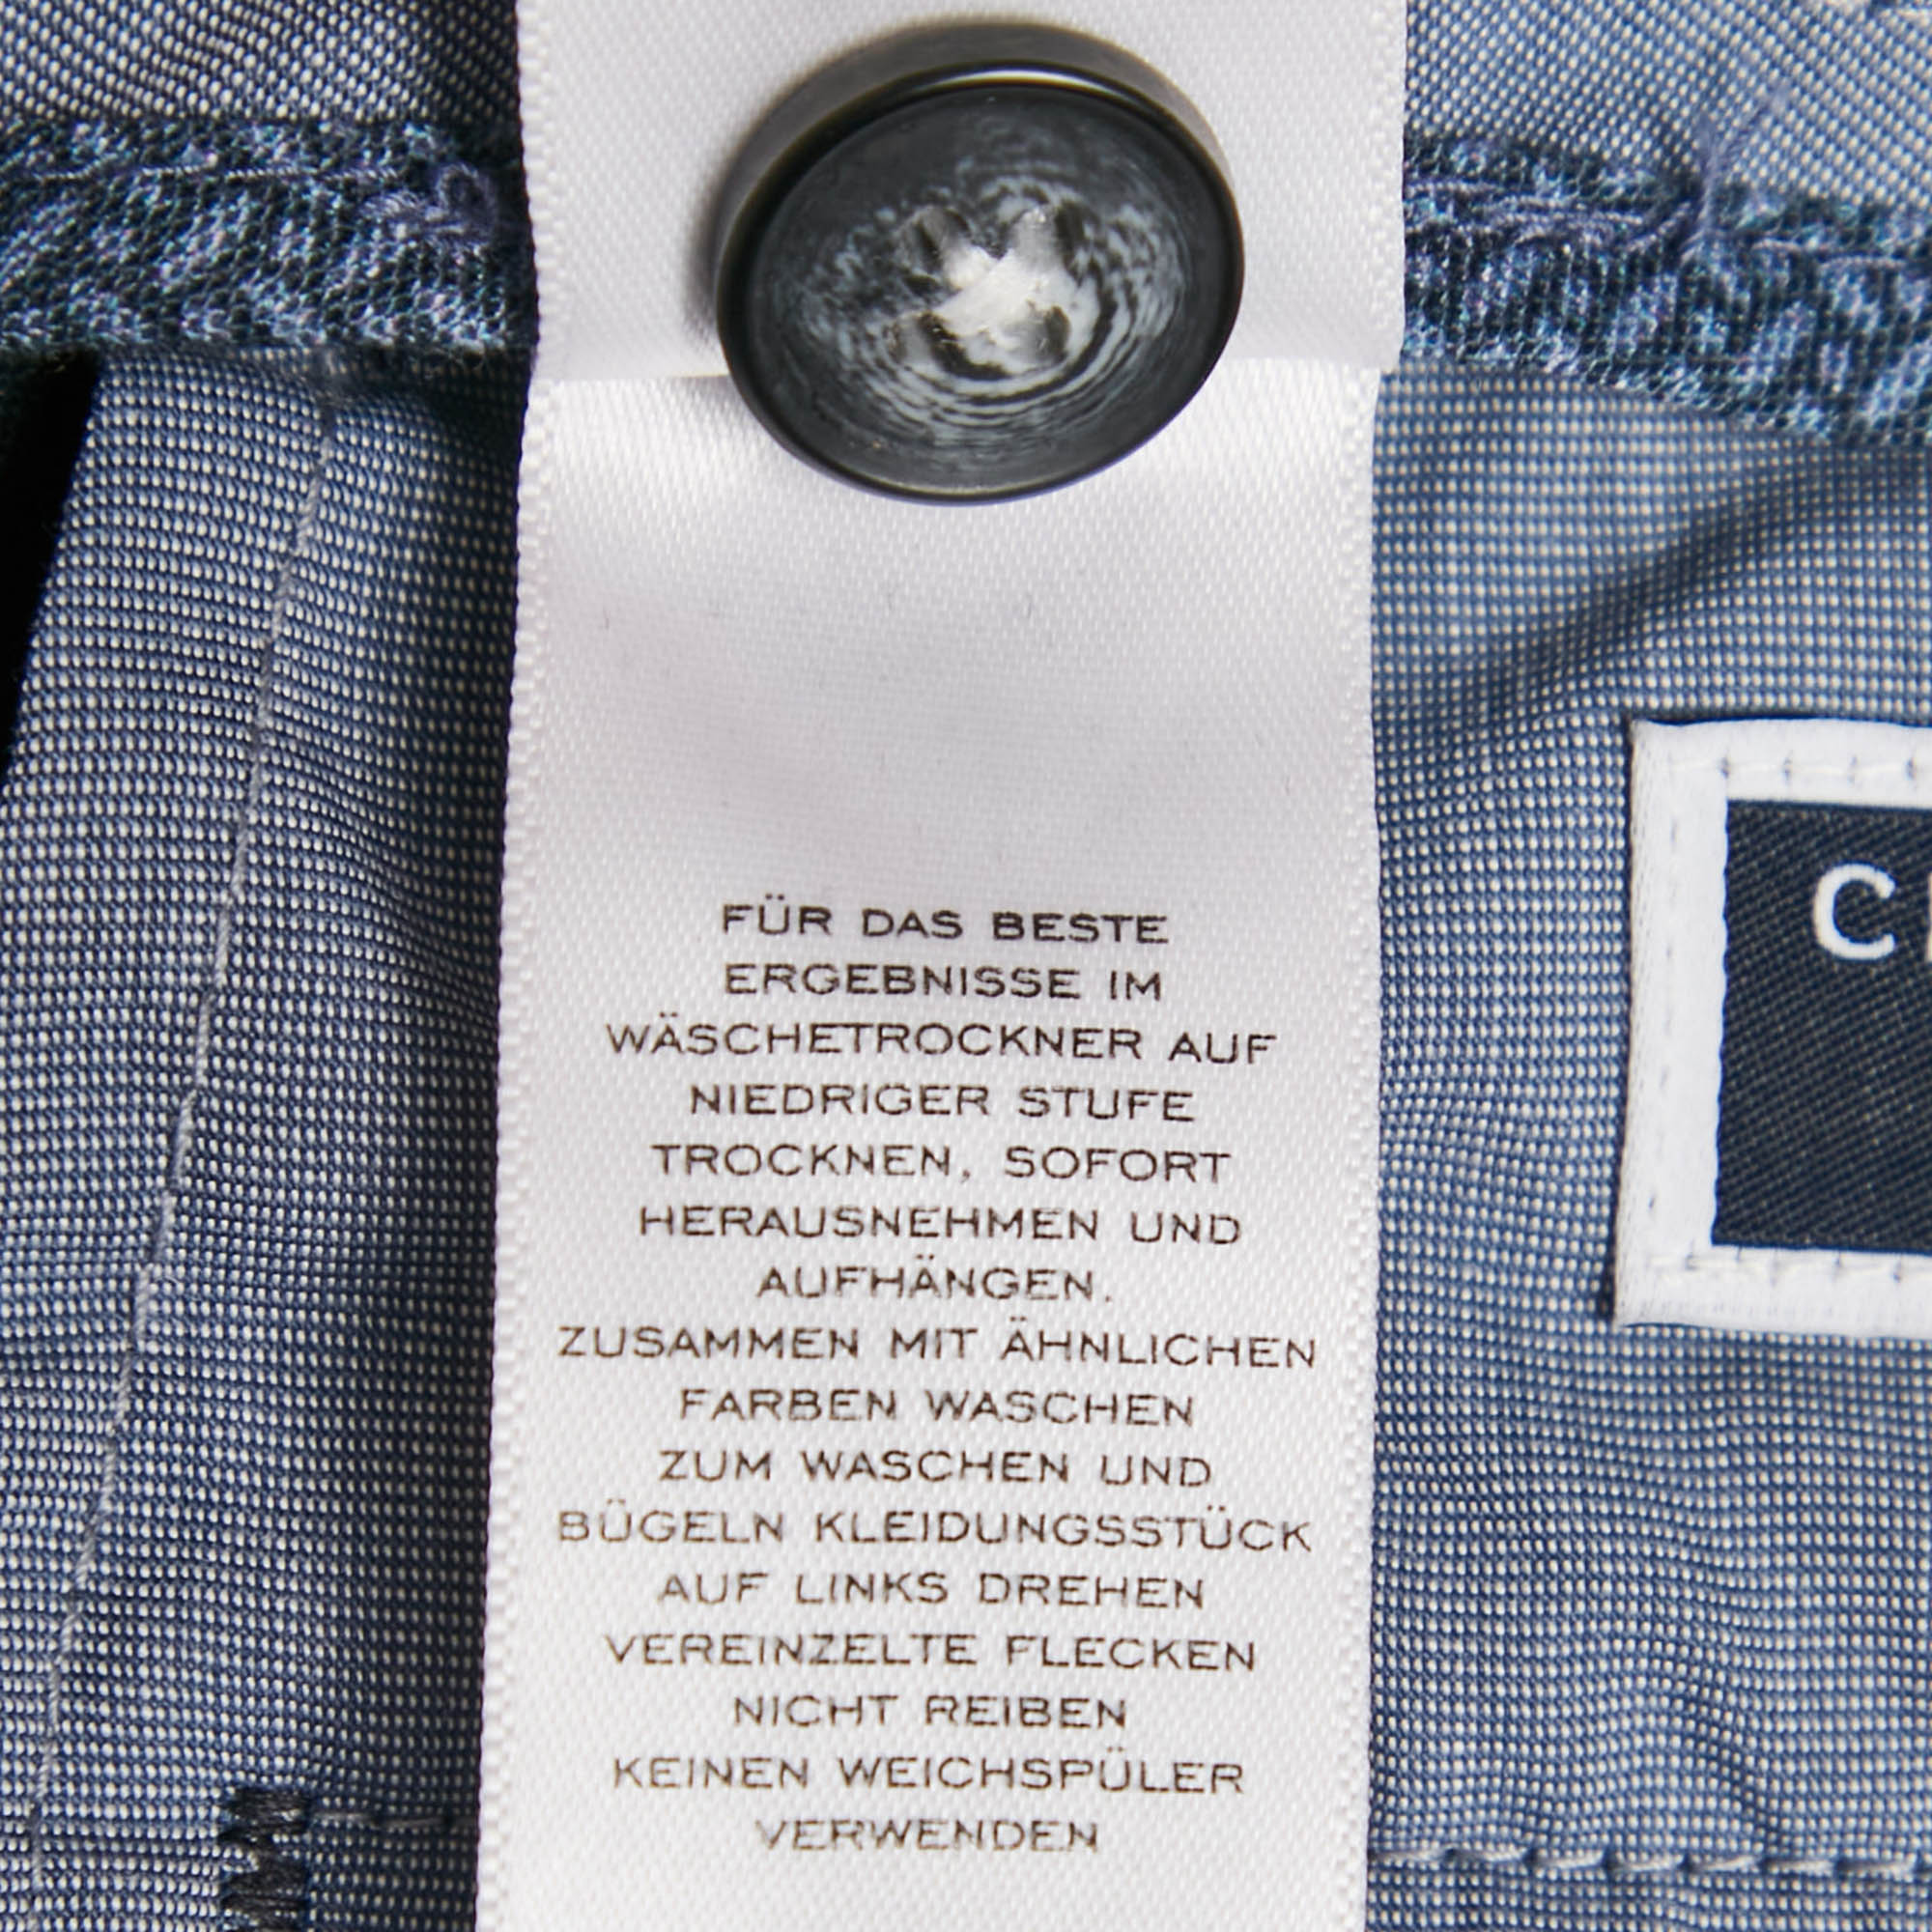 FÜR DAS BESTE
ERGEBNISSE IM
WÄSCHETROCKNER AUF
NIEDRIGER STUFE
TROCKNEN, SOFORT
HERAUSNEHMEN UND
AUFHÄNGEN.
ZUSAMMEN MIT ÄHNLICHEN
FARBEN WASCHEN
ZUM WASCHEN UND
BÜGELN KLEIDUNGSSTÜCK
AUF LINKS DREHEN
VEREINZELTE FLECKEN
NICHT REIBEN
KEINEN WEICHSPÜLER
VERWENDEN